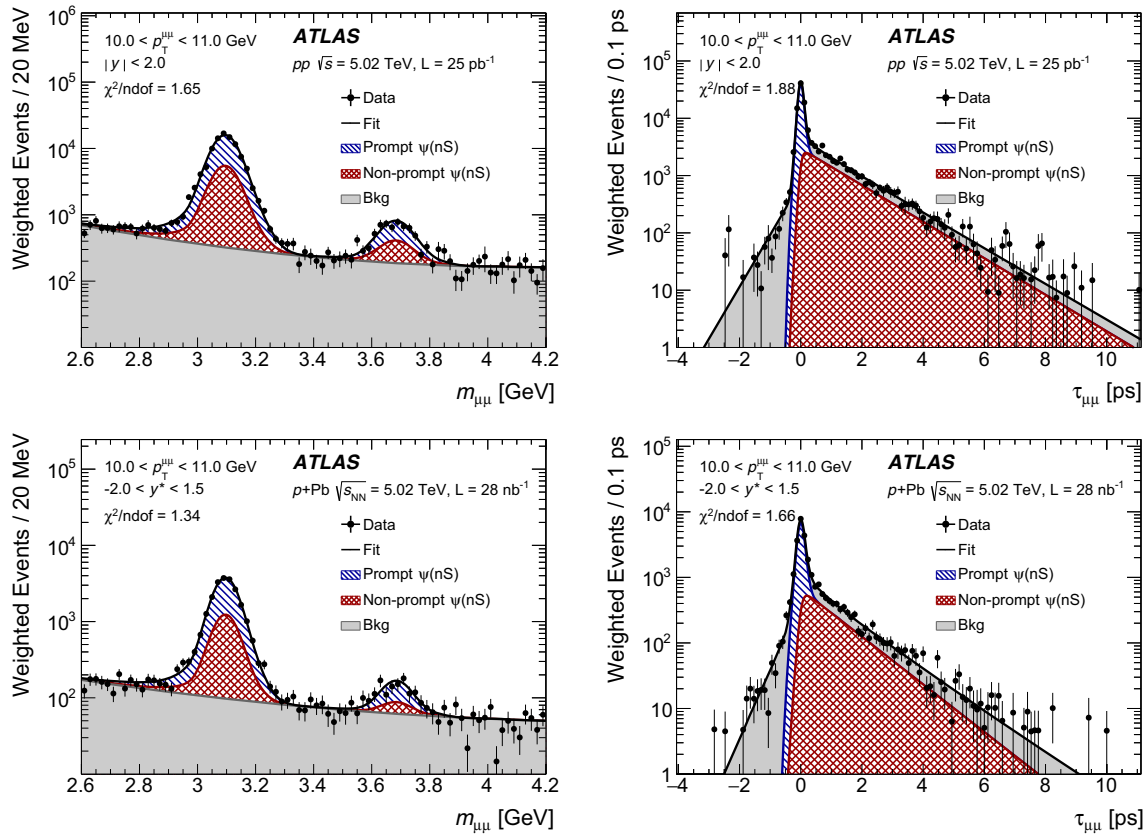 Weighted Events / 20 MeV
10⁶
10⁵
10⁴
10³
10²
10.0 < p_T^μμ < 11.0 GeV
ATLAS
| y | < 2.0
pp √s = 5.02 TeV, L = 25 pb⁻¹
χ²/ndof = 1.65
Data
Fit
Prompt ψ(nS)
Non-prompt ψ(nS)
Bkg
2.6 2.8 3 3.2 3.4 3.6 3.8 4 4.2
m_μμ [GeV]
Weighted Events / 0.1 ps
10⁵
10⁴
10³
10²
10
1
10.0 < p_T^μμ < 11.0 GeV
ATLAS
| y | < 2.0
pp √s = 5.02 TeV, L = 25 pb⁻¹
χ²/ndof = 1.88
Data
Fit
Prompt ψ(nS)
Non-prompt ψ(nS)
Bkg
−4 −2 0 2 4 6 8 10
τ_μμ [ps]
Weighted Events / 20 MeV
10⁵
10⁴
10³
10²
10.0 < p_T^μμ < 11.0 GeV
ATLAS
-2.0 < y* < 1.5
p+Pb √s_NN = 5.02 TeV, L = 28 nb⁻¹
χ²/ndof = 1.34
Data
Fit
Prompt ψ(nS)
Non-prompt ψ(nS)
Bkg
2.6 2.8 3 3.2 3.4 3.6 3.8 4 4.2
m_μμ [GeV]
Weighted Events / 0.1 ps
10⁵
10⁴
10³
10²
10
1
10.0 < p_T^μμ < 11.0 GeV
ATLAS
-2.0 < y* < 1.5
p+Pb √s_NN = 5.02 TeV, L = 28 nb⁻¹
χ²/ndof = 1.66
Data
Fit
Prompt ψ(nS)
Non-prompt ψ(nS)
Bkg
−4 −2 0 2 4 6 8 10
τ_μμ [ps]